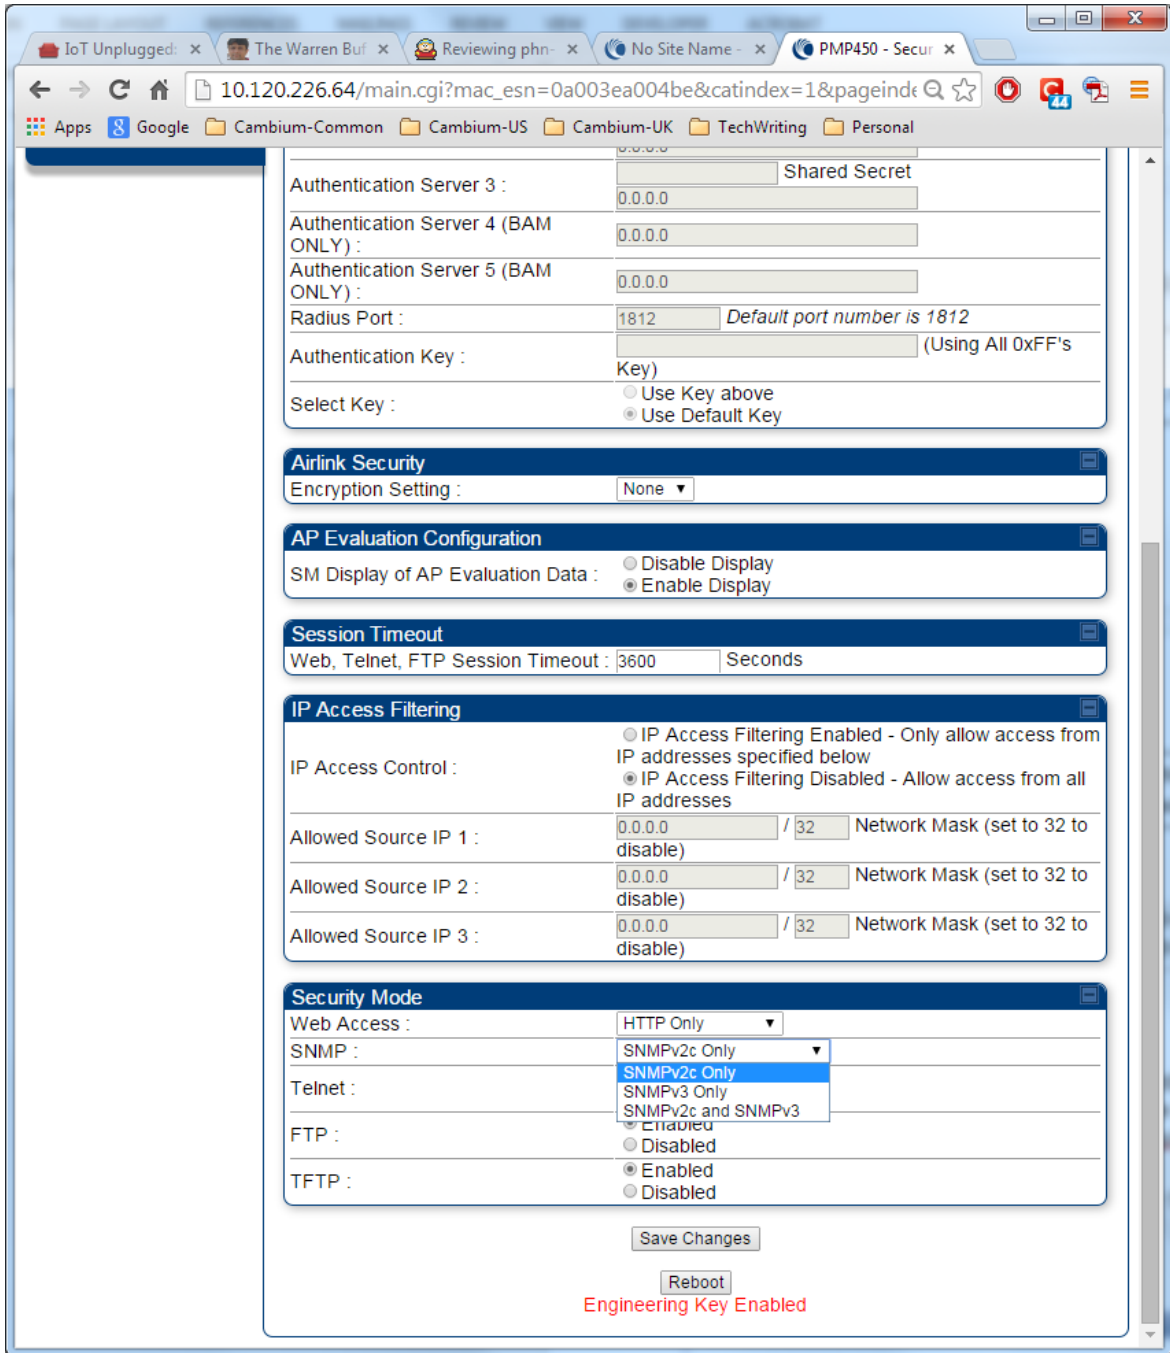 IoT Unplugged:
The Warren Buf
Reviewing phn-
No Site Name -
PMP450 - Secur
10.120.226.64/main.cgi?mac_esn=0a003ea004be&catindex=1&pageinde
44
Apps Google Cambium-Common Cambium-US Cambium-UK TechWriting Personal
0.0.0.0
Authentication Server 3 : Shared Secret
0.0.0.0
Authentication Server 4 (BAM ONLY) : 0.0.0.0
Authentication Server 5 (BAM ONLY) : 0.0.0.0
Radius Port : 1812 Default port number is 1812
Authentication Key : (Using All 0xFF's
Key)
Select Key : Use Key above
Use Default Key
Airlink Security
Encryption Setting : None
AP Evaluation Configuration
SM Display of AP Evaluation Data : Disable Display
Enable Display
Session Timeout
Web, Telnet, FTP Session Timeout : 3600 Seconds
IP Access Filtering
IP Access Control : IP Access Filtering Enabled - Only allow access from
IP addresses specified below
IP Access Filtering Disabled - Allow access from all
IP addresses
Allowed Source IP 1 : 0.0.0.0 / 32 Network Mask (set to 32 to
disable)
Allowed Source IP 2 : 0.0.0.0 / 32 Network Mask (set to 32 to
disable)
Allowed Source IP 3 : 0.0.0.0 / 32 Network Mask (set to 32 to
disable)
Security Mode
Web Access : HTTP Only
SNMP : SNMPv2c Only
SNMPv2c Only
SNMPv3 Only
SNMPv2c and SNMPv3
Telnet :
FTP : Enabled
Disabled
TFTP : Enabled
Disabled
Save Changes
Reboot
Engineering Key Enabled